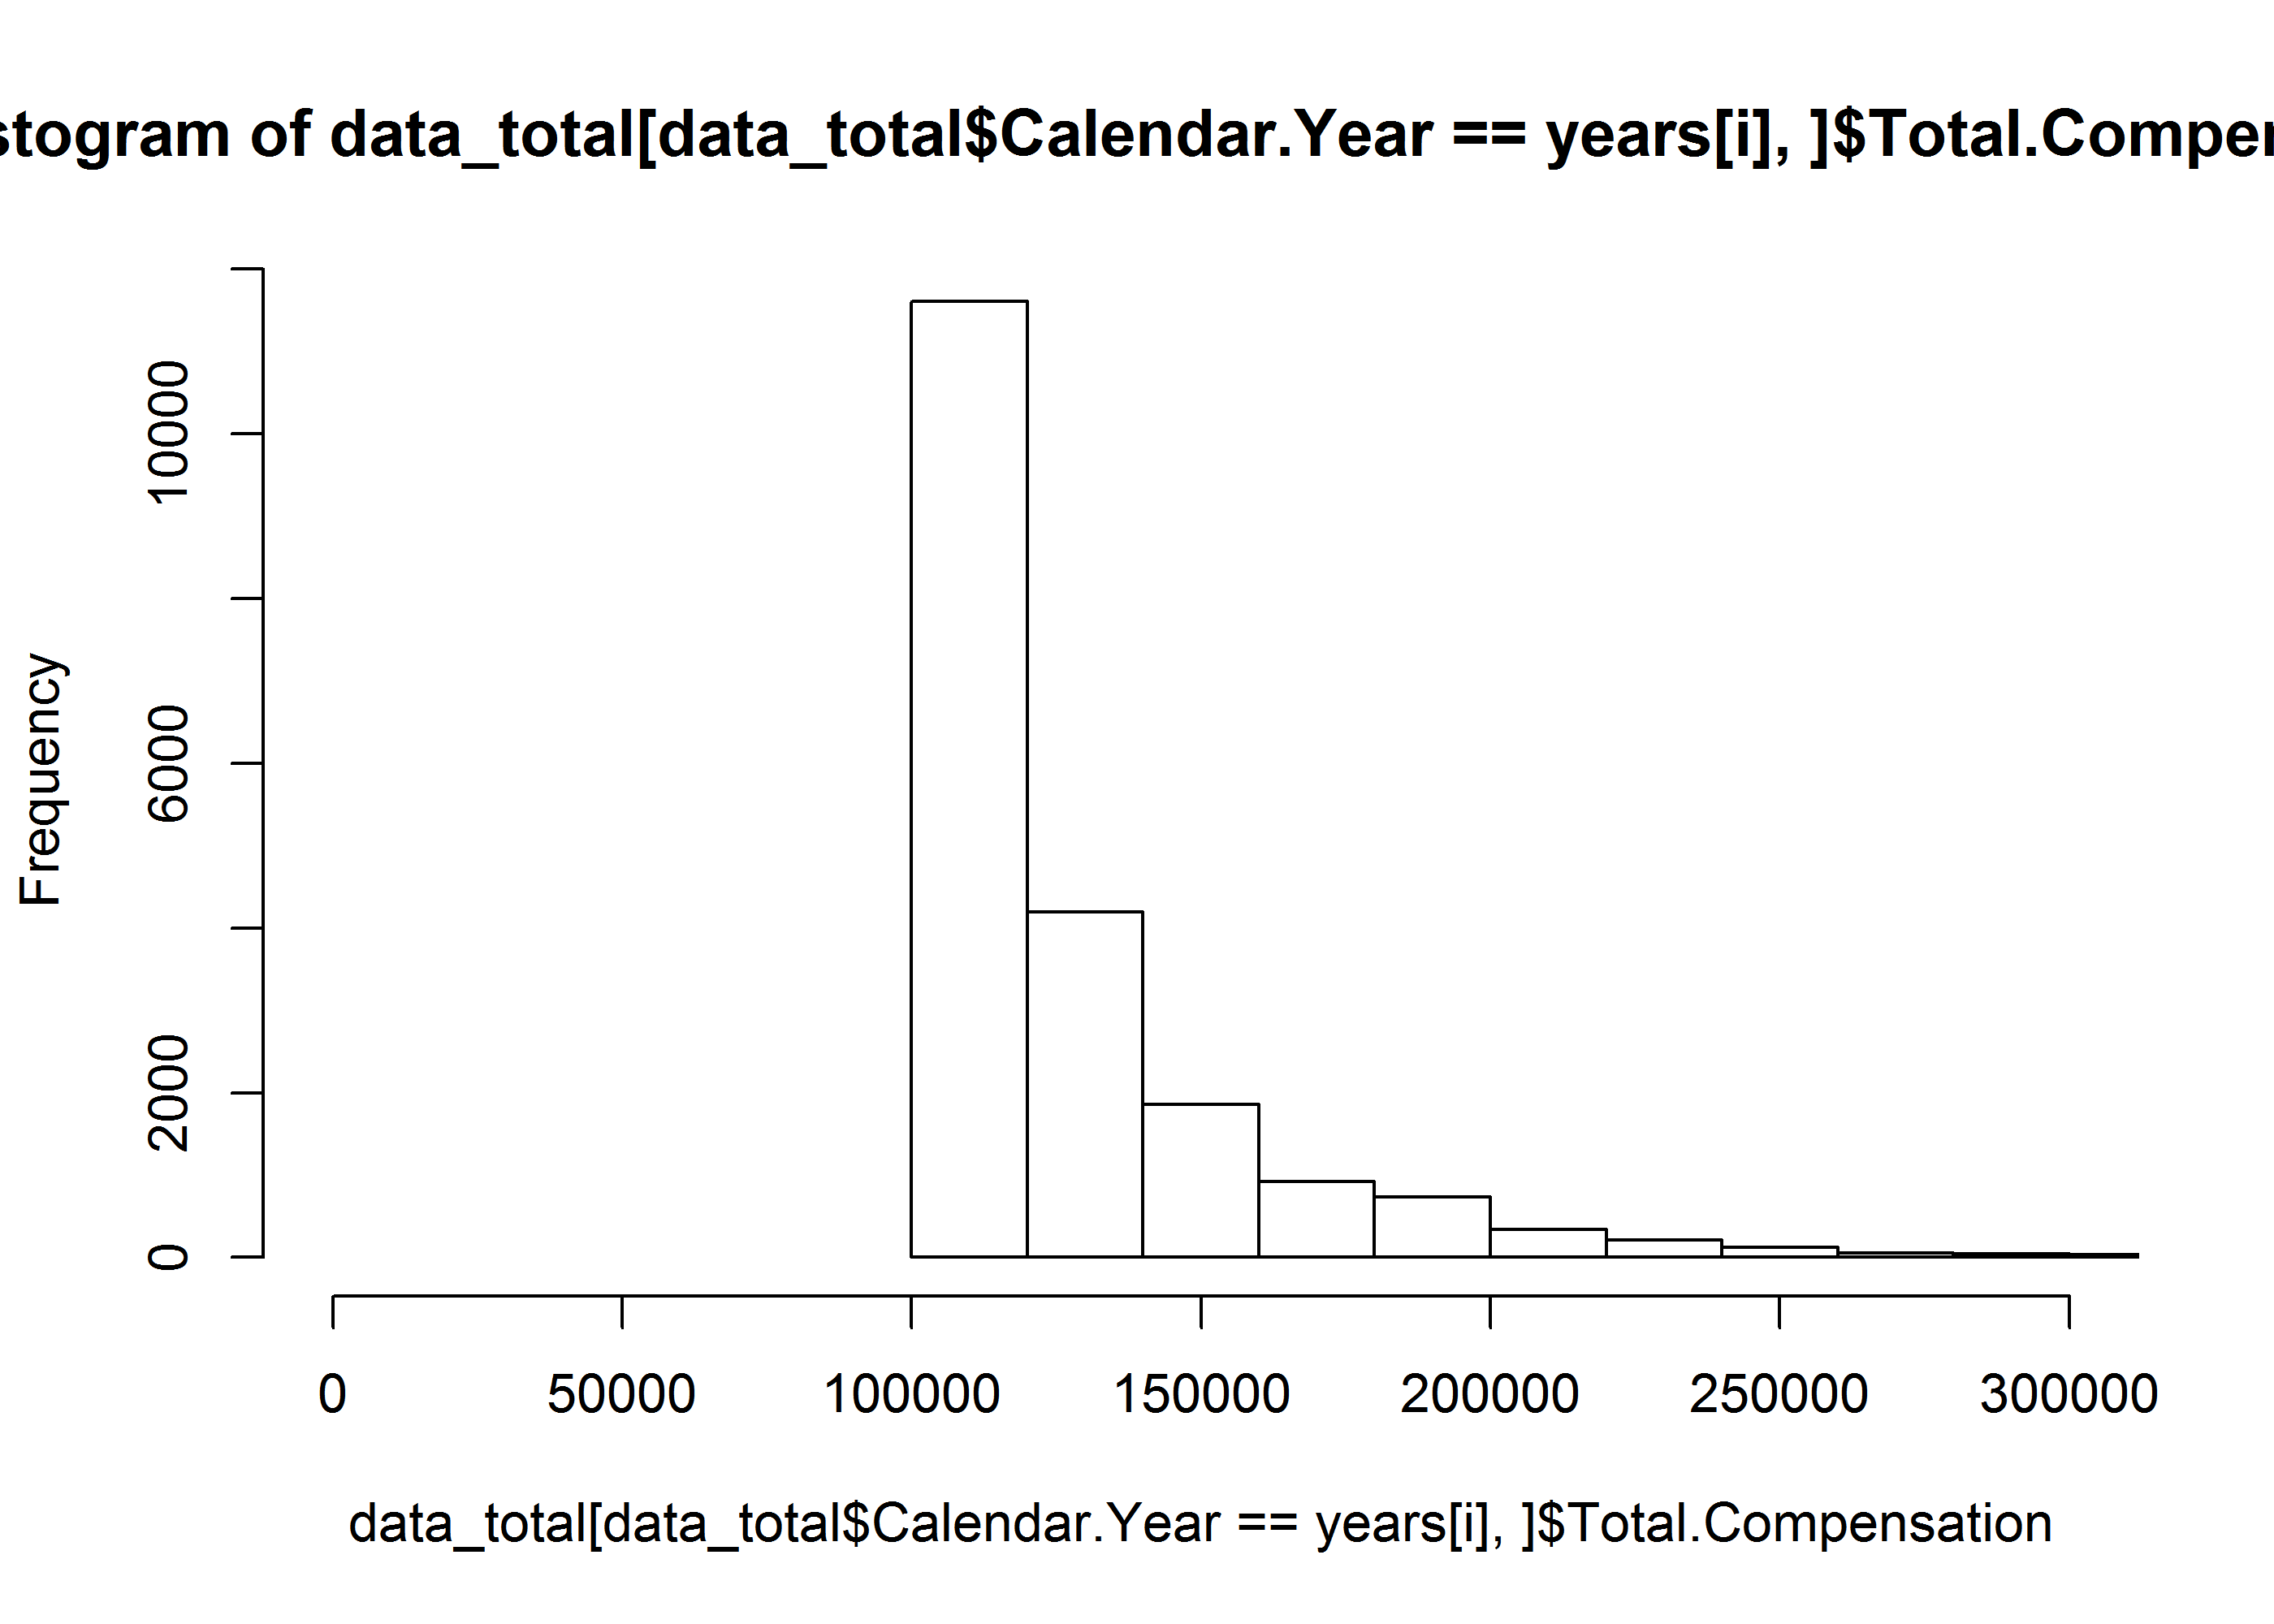 stogram of data_total[data_total$Calendar.Year == years[i], ]$Total.Compen
Frequency
10000
6000
2000
0
0 50000 100000 150000 200000 250000 300000
data_total[data_total$Calendar.Year == years[i], ]$Total.Compensation